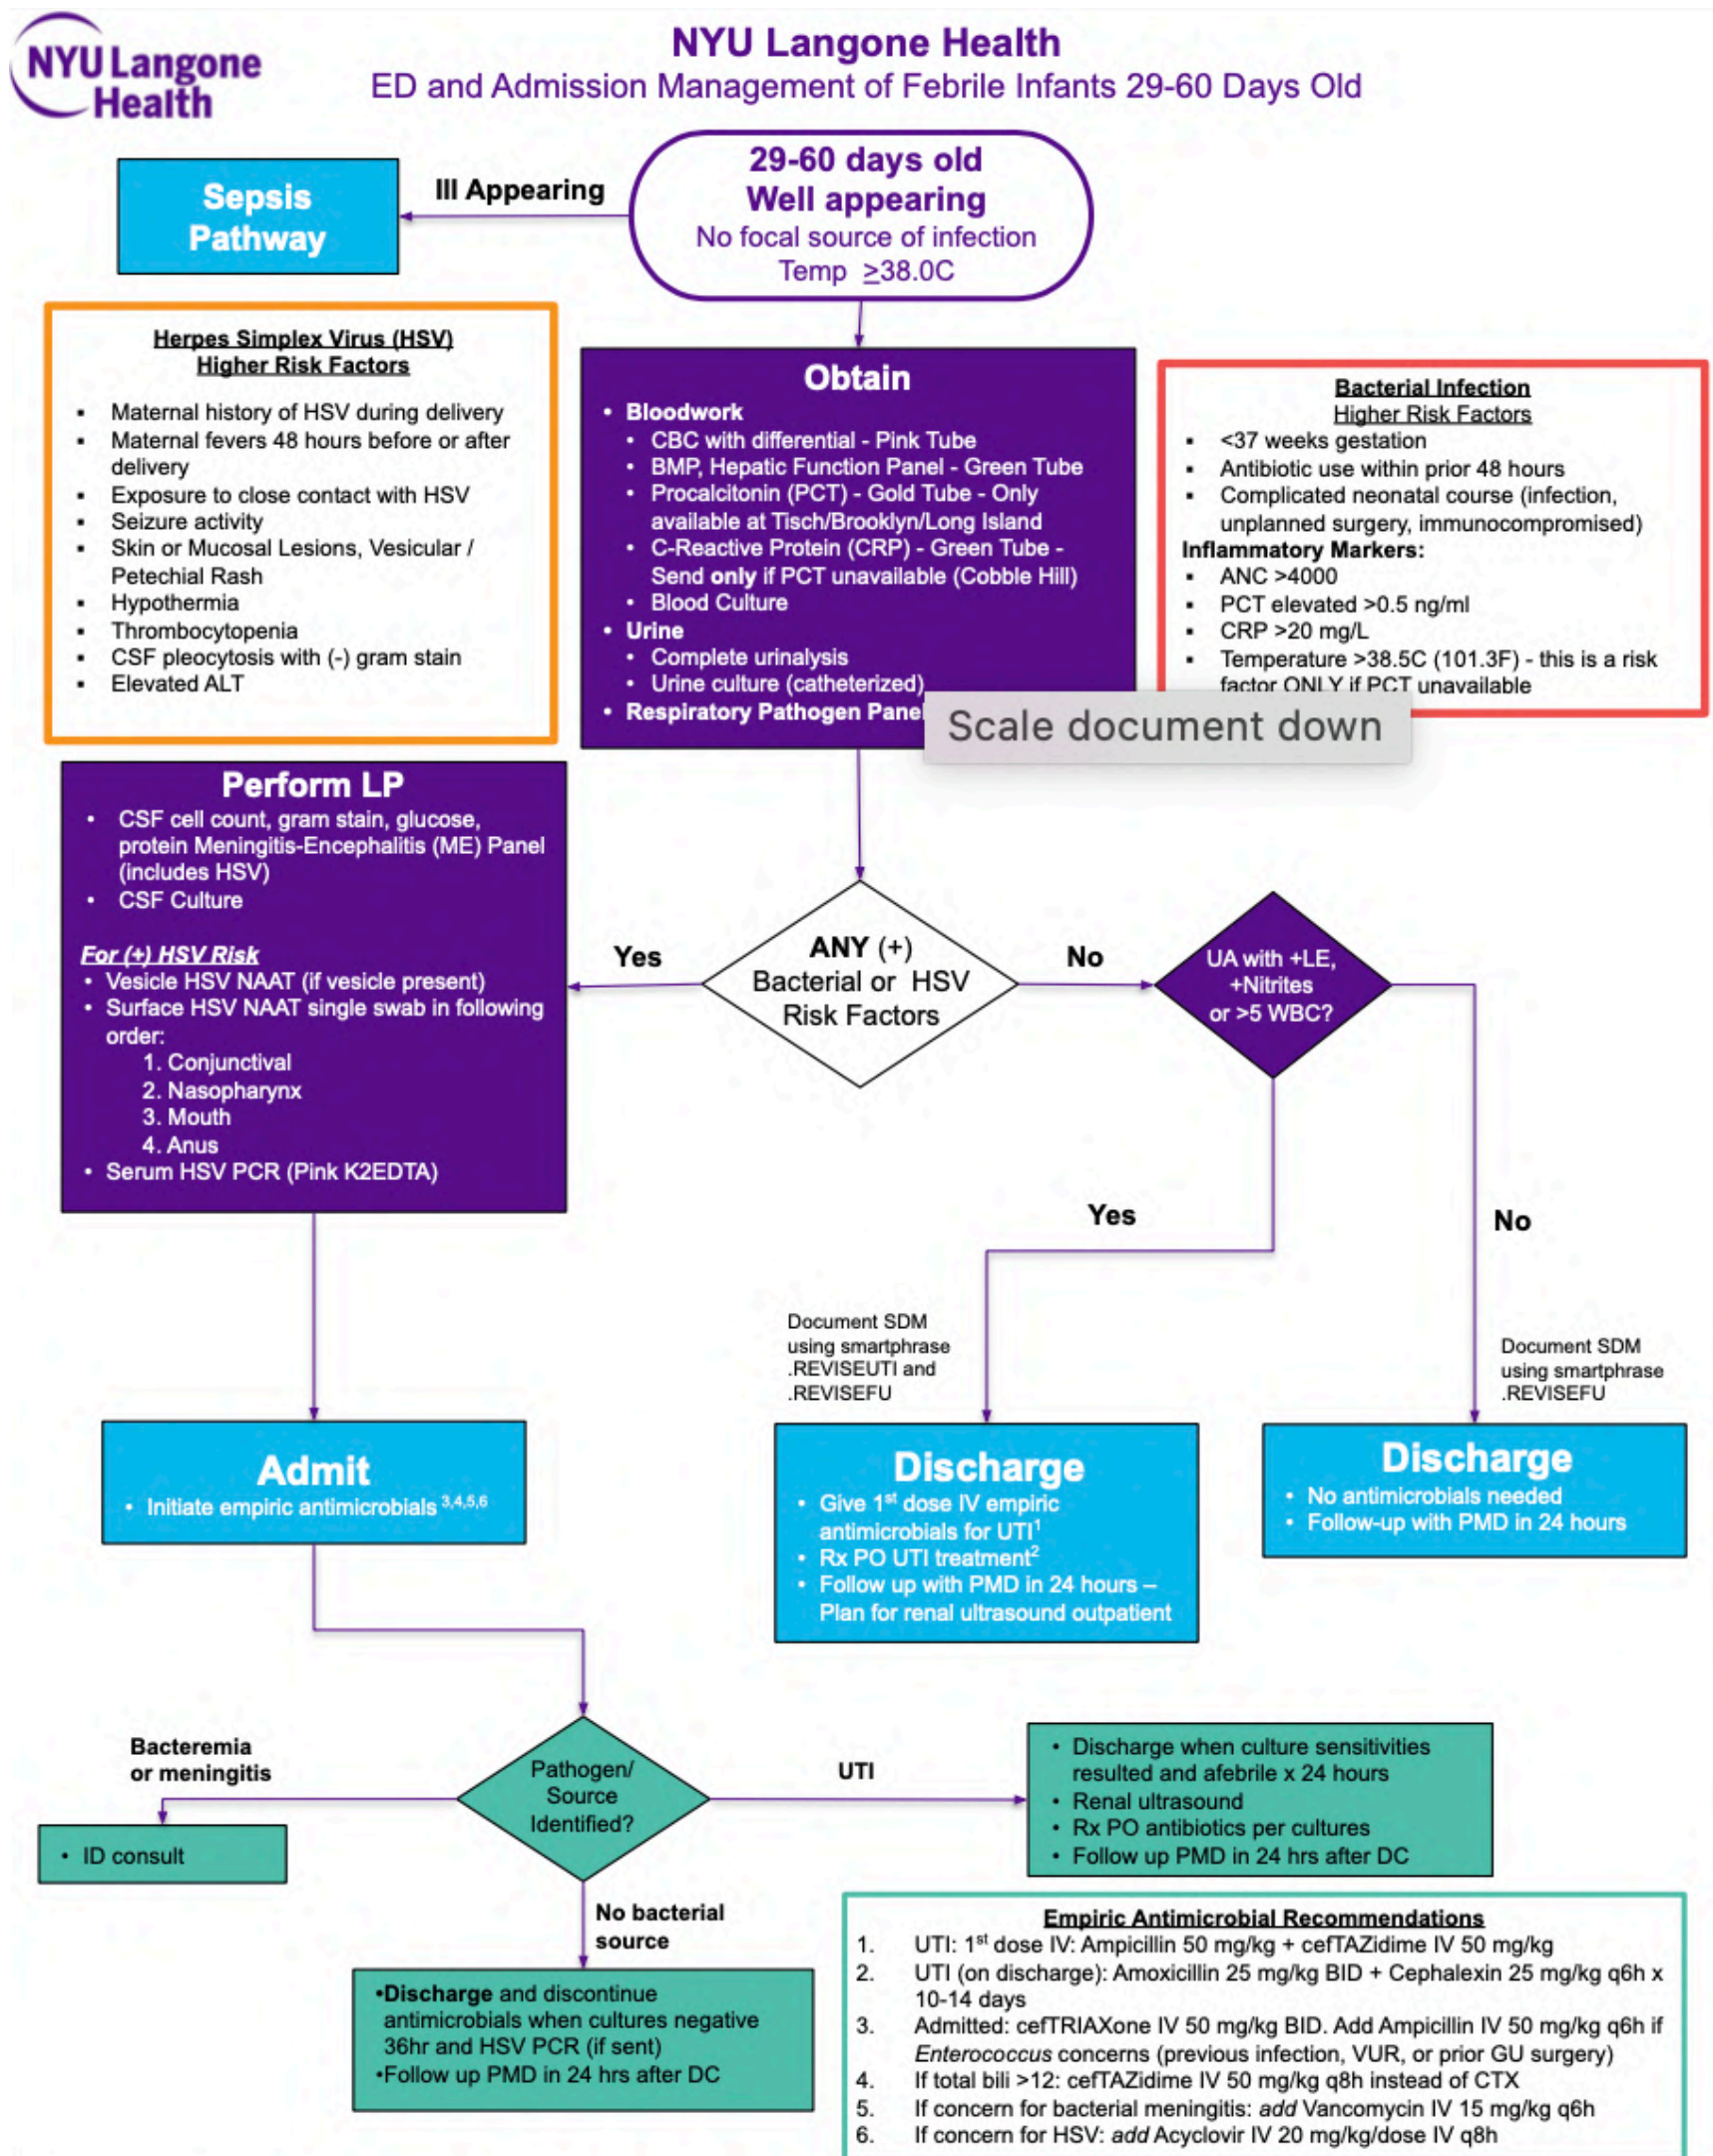 NYU Langone
Health
NYU Langone Health
ED and Admission Management of Febrile Infants 29-60 Days Old
Sepsis
Pathway
Ill Appearing
29-60 days old
Well appearing
No focal source of infection
Temp ≥38.0C
Herpes Simplex Virus (HSV)
Higher Risk Factors
▪ Maternal history of HSV during delivery
▪ Maternal fevers 48 hours before or after
delivery
▪ Exposure to close contact with HSV
▪ Seizure activity
▪ Skin or Mucosal Lesions, Vesicular /
Petechial Rash
▪ Hypothermia
▪ Thrombocytopenia
▪ CSF pleocytosis with (-) gram stain
▪ Elevated ALT
Obtain
• Bloodwork
• CBC with differential - Pink Tube
• BMP, Hepatic Function Panel - Green Tube
• Procalcitonin (PCT) - Gold Tube - Only
available at Tisch/Brooklyn/Long Island
• C-Reactive Protein (CRP) - Green Tube -
Send only if PCT unavailable (Cobble Hill)
• Blood Culture
• Urine
• Complete urinalysis
• Urine culture (catheterized)
• Respiratory Pathogen Pane
Bacterial Infection
Higher Risk Factors
▪ <37 weeks gestation
▪ Antibiotic use within prior 48 hours
▪ Complicated neonatal course (infection,
unplanned surgery, immunocompromised)
Inflammatory Markers:
▪ ANC >4000
▪ PCT elevated >0.5 ng/ml
▪ CRP >20 mg/L
▪ Temperature >38.5C (101.3F) - this is a risk
factor ONLY if PCT unavailable
Scale document down
Perform LP
• CSF cell count, gram stain, glucose,
protein Meningitis-Encephalitis (ME) Panel
(includes HSV)
• CSF Culture
For (+) HSV Risk
• Vesicle HSV NAAT (if vesicle present)
• Surface HSV NAAT single swab in following
order:
1. Conjunctival
2. Nasopharynx
3. Mouth
4. Anus
• Serum HSV PCR (Pink K2EDTA)
Yes
ANY (+)
Bacterial or HSV
Risk Factors
No
UA with +LE,
+Nitrites
or >5 WBC?
Yes
No
Document SDM
using smartphrase
.REVISEUTI and
.REVISEFU
Document SDM
using smartphrase
.REVISEFU
Admit
• Initiate empiric antimicrobials 3,4,5,6
Discharge
• Give 1st dose IV empiric
antimicrobials for UTI1
• Rx PO UTI treatment2
• Follow up with PMD in 24 hours –
Plan for renal ultrasound outpatient
Discharge
• No antimicrobials needed
• Follow-up with PMD in 24 hours
Bacteremia
or meningitis
Pathogen/
Source
Identified?
UTI
• ID consult
• Discharge when culture sensitivities
resulted and afebrile x 24 hours
• Renal ultrasound
• Rx PO antibiotics per cultures
• Follow up PMD in 24 hrs after DC
No bacterial
source
•Discharge and discontinue
antimicrobials when cultures negative
36hr and HSV PCR (if sent)
•Follow up PMD in 24 hrs after DC
Empiric Antimicrobial Recommendations
1. UTI: 1st dose IV: Ampicillin 50 mg/kg + cefTAZidime IV 50 mg/kg
2. UTI (on discharge): Amoxicillin 25 mg/kg BID + Cephalexin 25 mg/kg q6h x
10-14 days
3. Admitted: cefTRIAXone IV 50 mg/kg BID. Add Ampicillin IV 50 mg/kg q6h if
Enterococcus concerns (previous infection, VUR, or prior GU surgery)
4. If total bili >12: cefTAZidime IV 50 mg/kg q8h instead of CTX
5. If concern for bacterial meningitis: add Vancomycin IV 15 mg/kg q6h
6. If concern for HSV: add Acyclovir IV 20 mg/kg/dose IV q8h